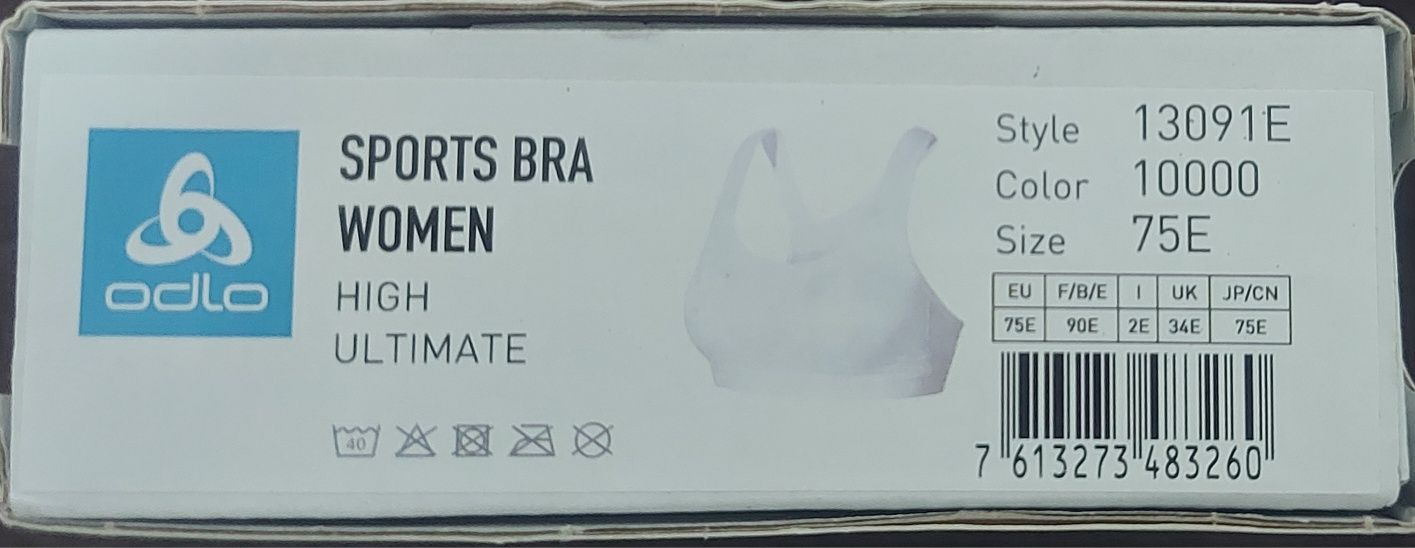 odlo
SPORTS BRA
WOMEN
HIGH
ULTIMATE
40
Style 13091E
Color 10000
Size 75E
EU F/B/E I UK JP/CN
75E 90E 2E 34E 75E
7 613273 483260